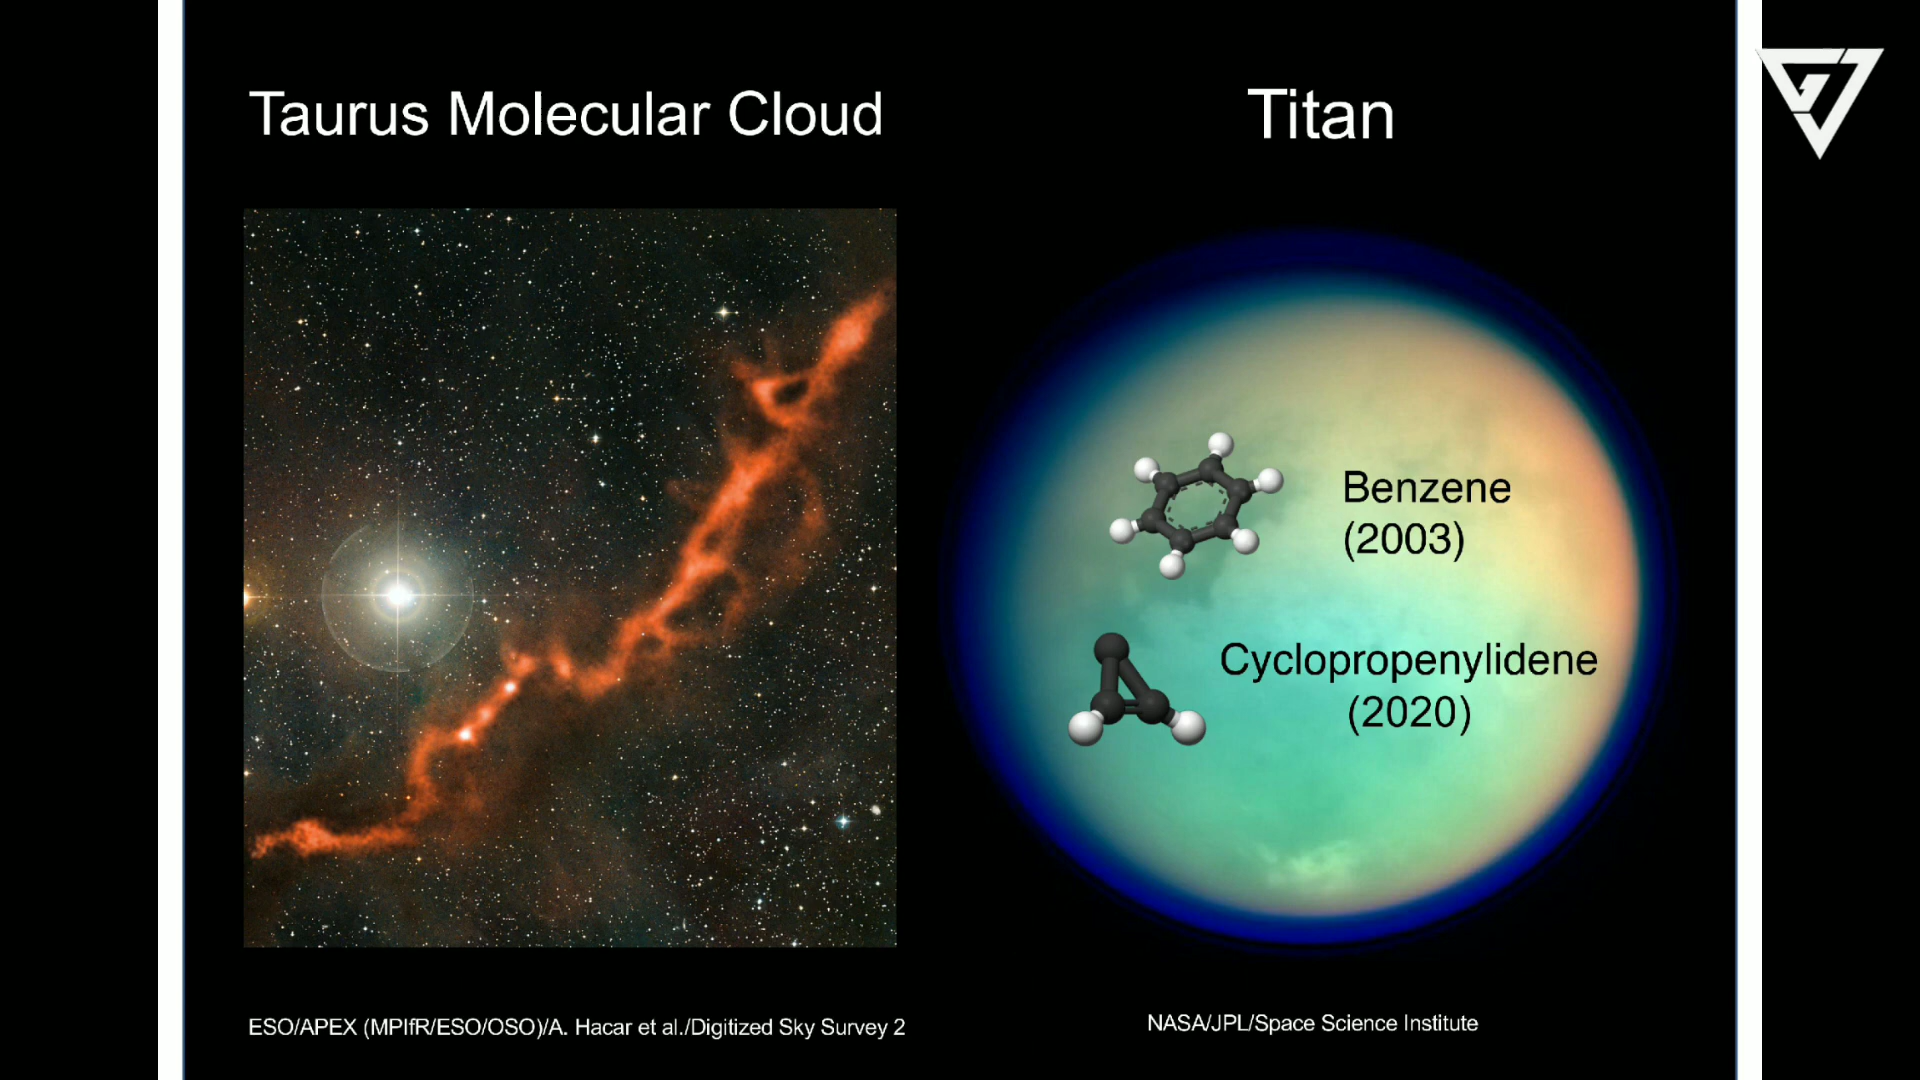 Taurus Molecular Cloud
Titan
Benzene
(2003)
Cyclopropenylidene
(2020)
ESO/APEX (MPIfR/ESO/OSO)/A. Hacar et al./Digitized Sky Survey 2
NASA/JPL/Space Science Institute